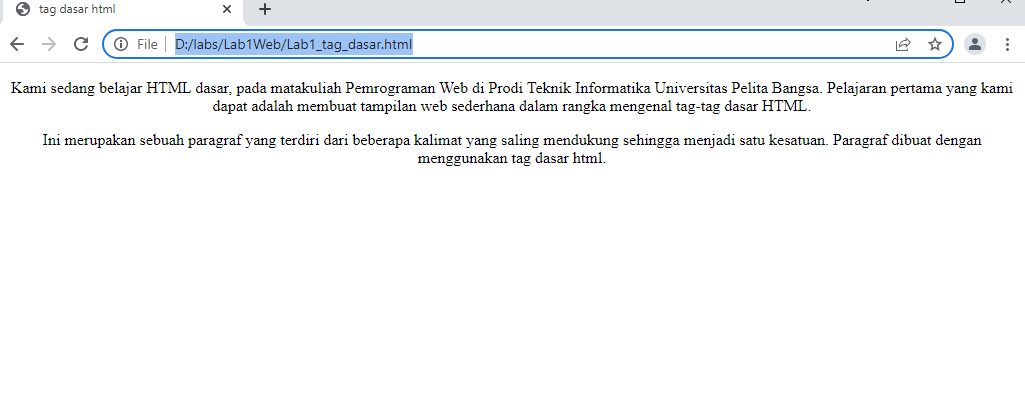 tag dasar html
File D:/labs/Lab1Web/Lab1_tag_dasar.html
Kami sedang belajar HTML dasar, pada matakuliah Pemrograman Web di Prodi Teknik Informatika Universitas Pelita Bangsa. Pelajaran pertama yang kami
dapat adalah membuat tampilan web sederhana dalam rangka mengenal tag-tag dasar HTML.
Ini merupakan sebuah paragraf yang terdiri dari beberapa kalimat yang saling mendukung sehingga menjadi satu kesatuan. Paragraf dibuat dengan
menggunakan tag dasar html.